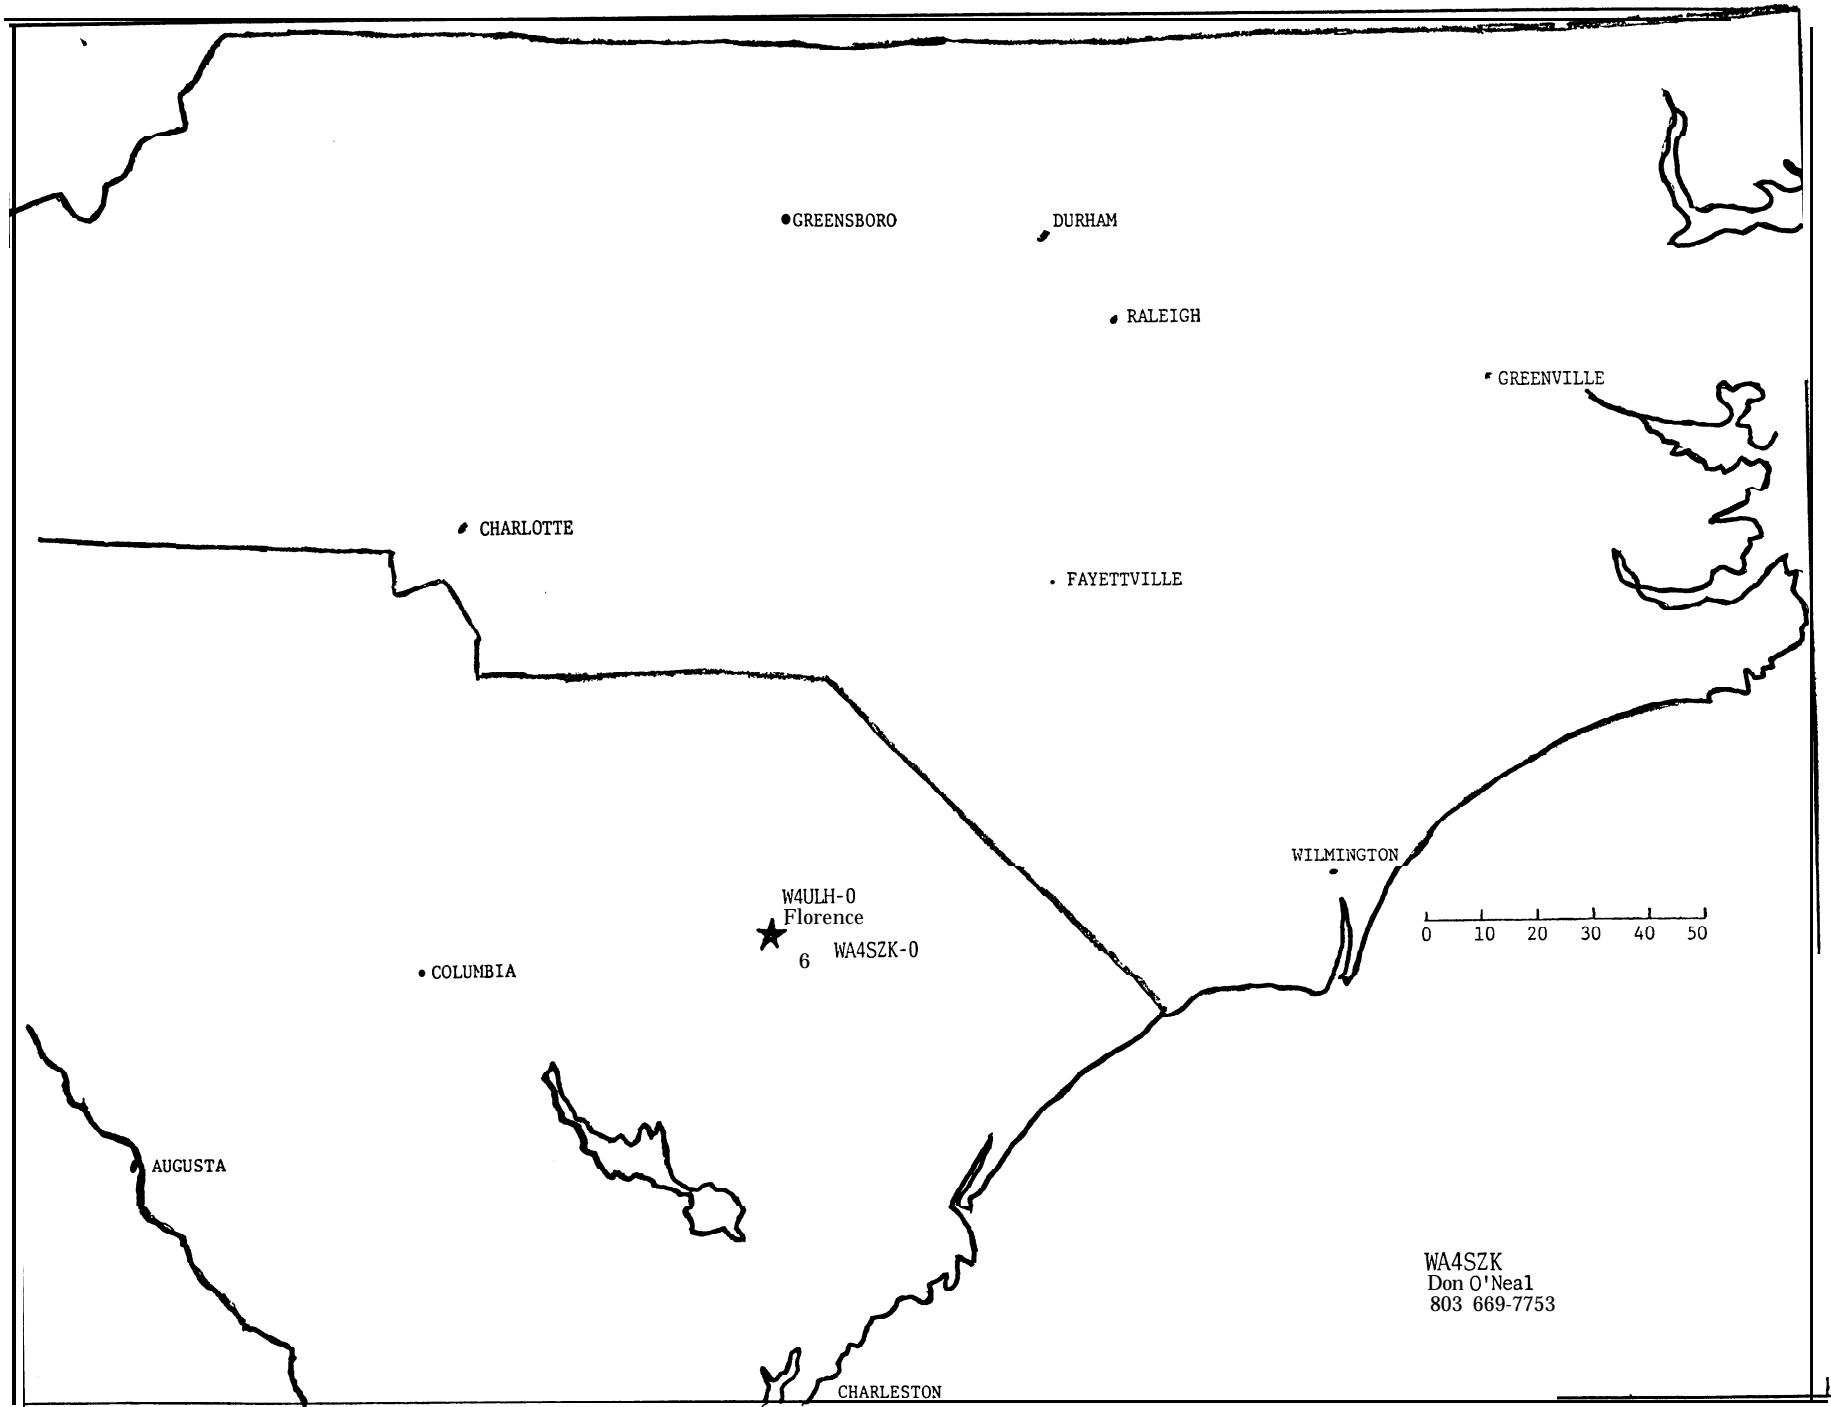 GREENSBORO
DURHAM
RALEIGH
GREENVILLE
CHARLOTTE
FAYETTVILLE
WILMINGTON
W4ULH-0
Florence
6 WA4SZK-0
0 10 20 30 40 50
COLUMBIA
AUGUSTA
WA4SZK
Don O'Neal
803 669-7753
CHARLESTON